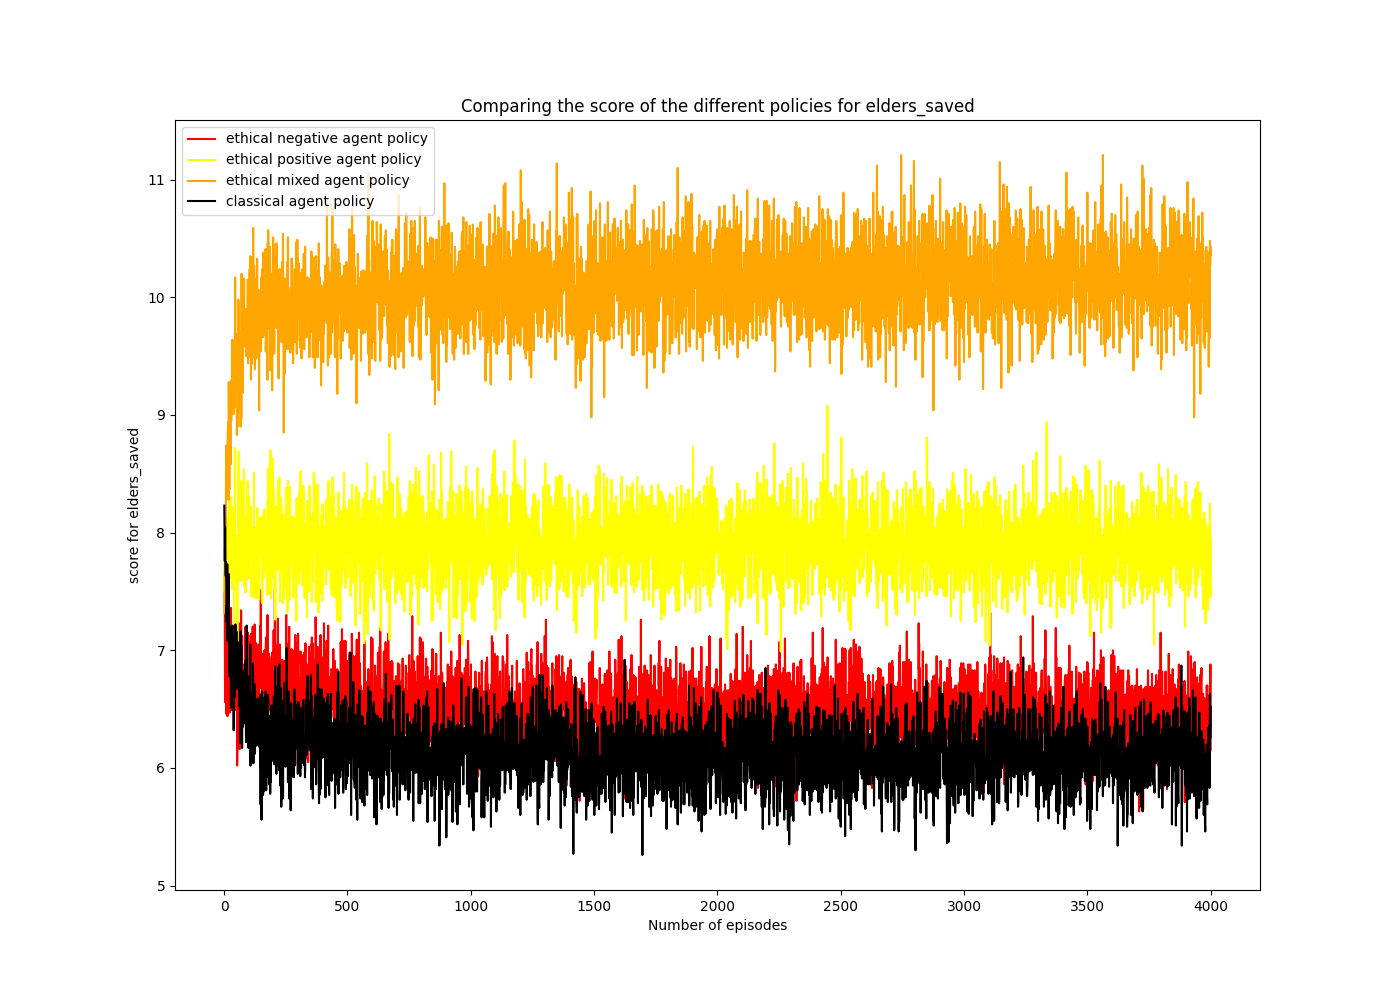 Comparing the score of the different policies for elders_saved
ethical negative agent policy
ethical positive agent policy
ethical mixed agent policy
classical agent policy
11
10
9
8
7
6
5
score for elders_saved
0
500
1000
1500
2000
2500
3000
3500
4000
Number of episodes